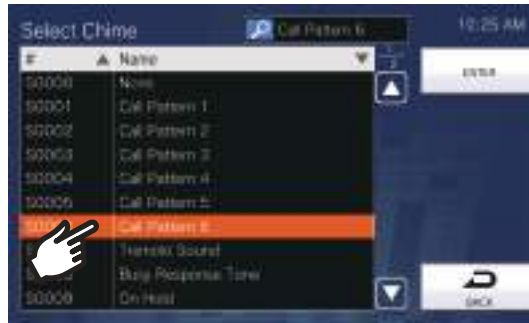 Select Chime
Call Pattern 6
10:25 AM
# Name
ENTER
S0000 None
S0001 Call Pattern 1
S0002 Call Pattern 2
S0003 Call Pattern 3
S0004 Call Pattern 4
S0005 Call Pattern 5
Call Pattern 6
Tremolo Sound
Busy Response Tone
S0009 On Hold
BACK